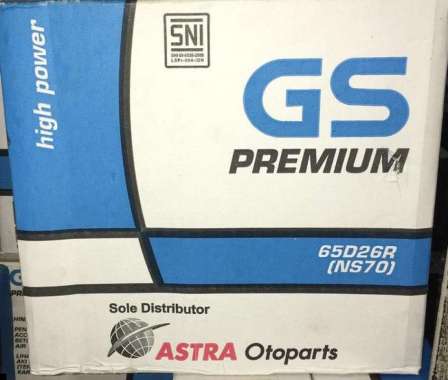 high power
SNI
GS
PREMIUM
65D26R
(NS70)
Sole Distributor
ASTRA Otoparts